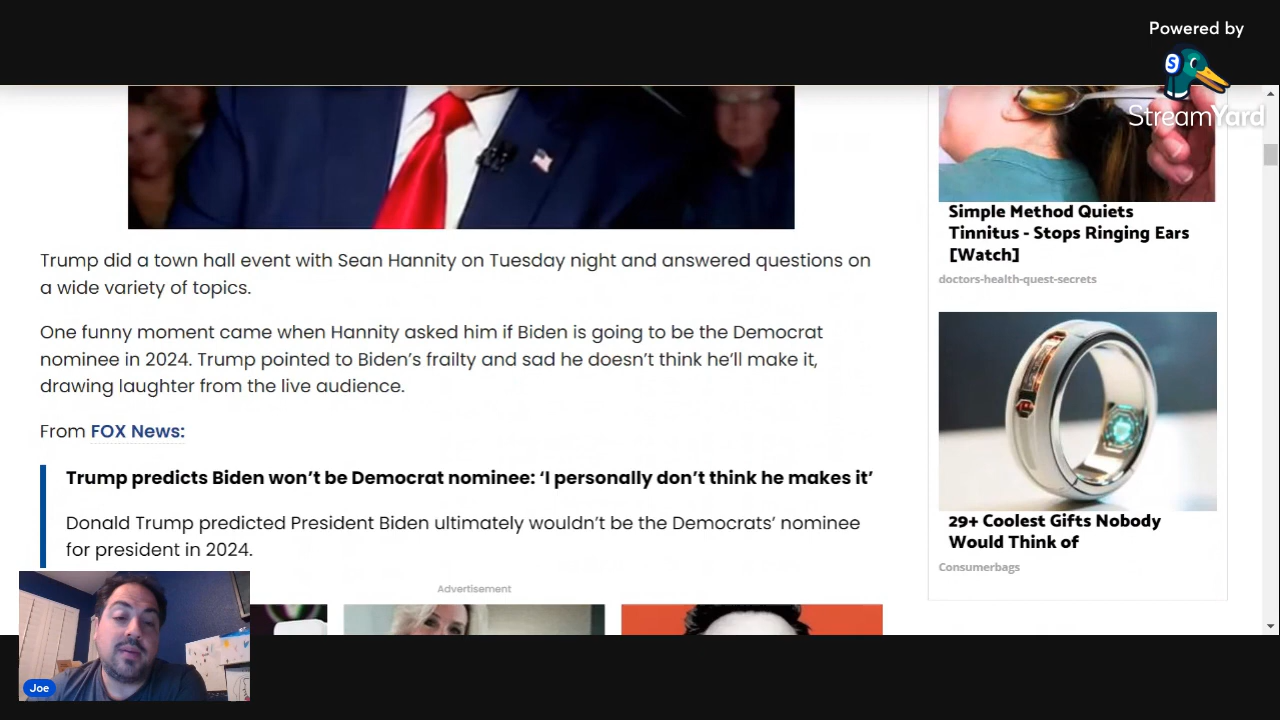 Powered by
StreamYard
Trump did a town hall event with Sean Hannity on Tuesday night and answered questions on
a wide variety of topics.
One funny moment came when Hannity asked him if Biden is going to be the Democrat
nominee in 2024. Trump pointed to Biden's frailty and sad he doesn't think he'll make it,
drawing laughter from the live audience.
From FOX News:
Trump predicts Biden won't be Democrat nominee: ‘I personally don't think he makes it’
Donald Trump predicted President Biden ultimately wouldn't be the Democrats' nominee
for president in 2024.
Advertisement
Simple Method Quiets
Tinnitus - Stops Ringing Ears
[Watch]
doctors-health-quest-secrets
29+ Coolest Gifts Nobody
Would Think of
Consumerbags
Joe